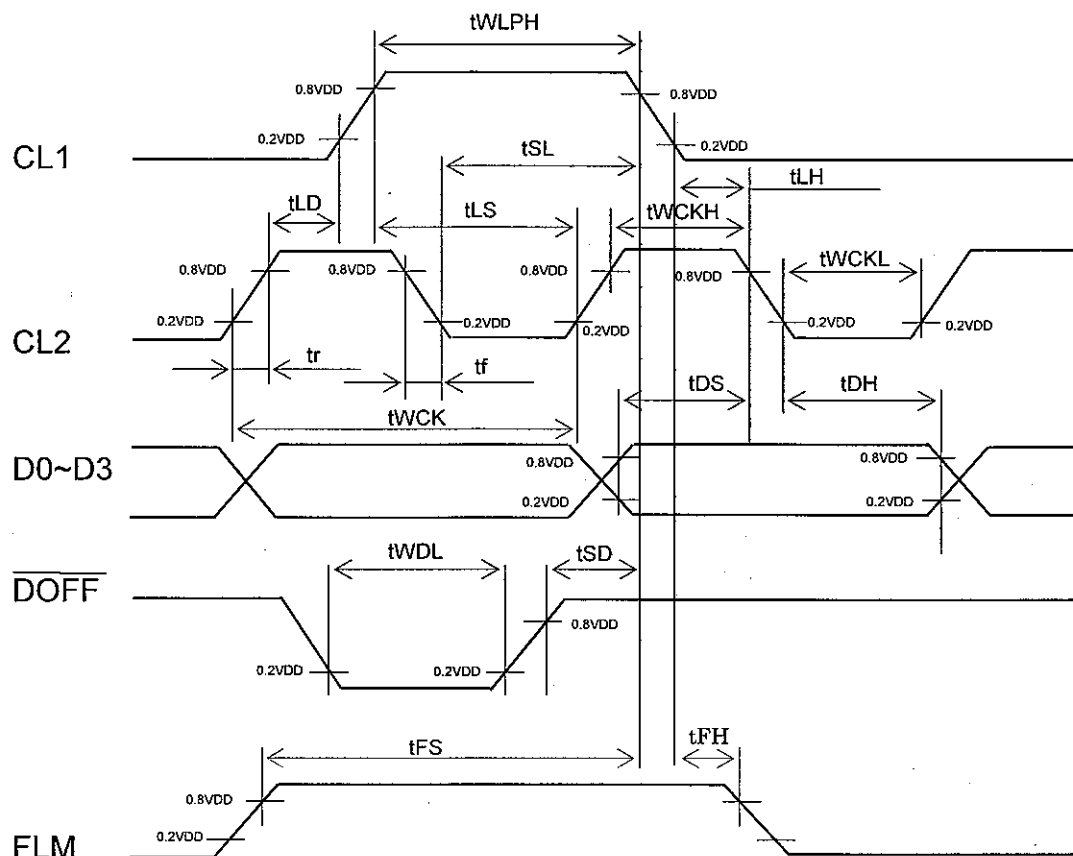 tWLPH
0.8VDD 0.8VDD
0.2VDD 0.2VDD
CL1
tSL
tLH
tLD tLS tWCKH
tWCKL
0.8VDD 0.8VDD 0.8VDD 0.8VDD
0.2VDD 0.2VDD 0.2VDD 0.2VDD 0.2VDD
CL2
tr tf
tDS tDH
tWCK
D0~D3
0.8VDD 0.8VDD
0.2VDD 0.2VDD
tWDL tSD
DOFF
0.8VDD
0.2VDD 0.2VDD
tFS tFH
0.8VDD
0.2VDD
FLM